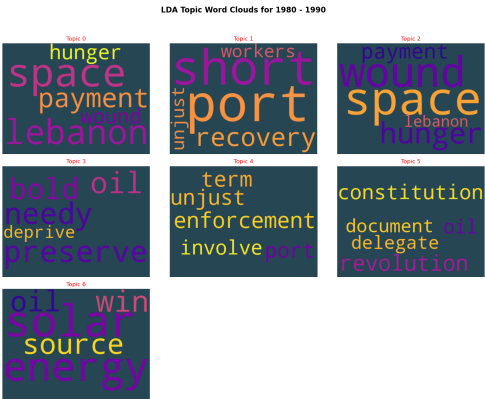 LDA Topic Word Clouds for 1980 - 1990
Topic 0
hunger
space
payment
wound
lebanon
Topic 1
workers
short
port
unjust
recovery
Topic 2
payment
wound
space
lebanon
hunger
Topic 3
bold oil
needy
deprive
preserve
Topic 4
term
unjust
enforcement
involve port
Topic 5
constitution
document oil
delegate
revolution
Topic 6
oil win
solar
source
energy